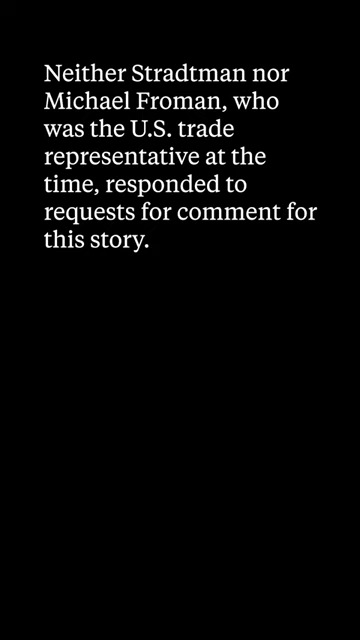 Neither Stradtman nor
Michael Froman, who
was the U.S. trade
representative at the
time, responded to
requests for comment for
this story.